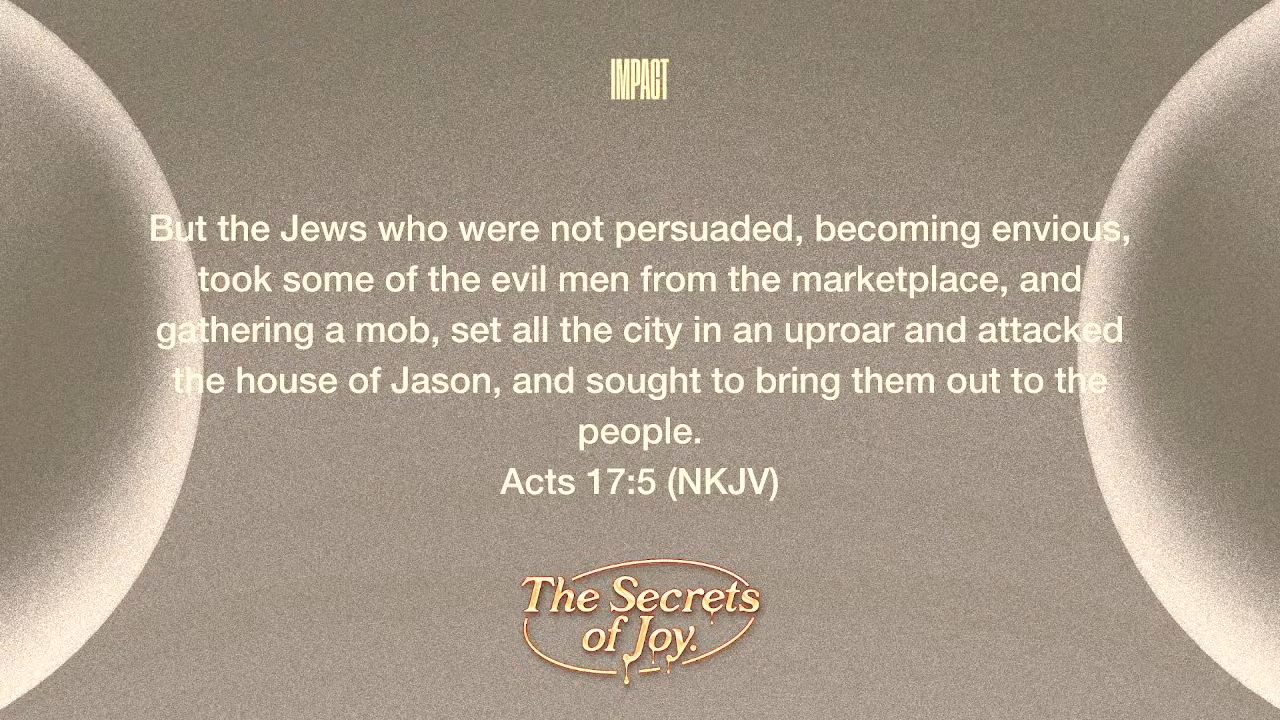 IMPACT
But the Jews who were not persuaded, becoming envious,
took some of the evil men from the marketplace, and
gathering a mob, set all the city in an uproar and attacked
the house of Jason, and sought to bring them out to the
people.
Acts 17:5 (NKJV)
The Secrets
of Joy.